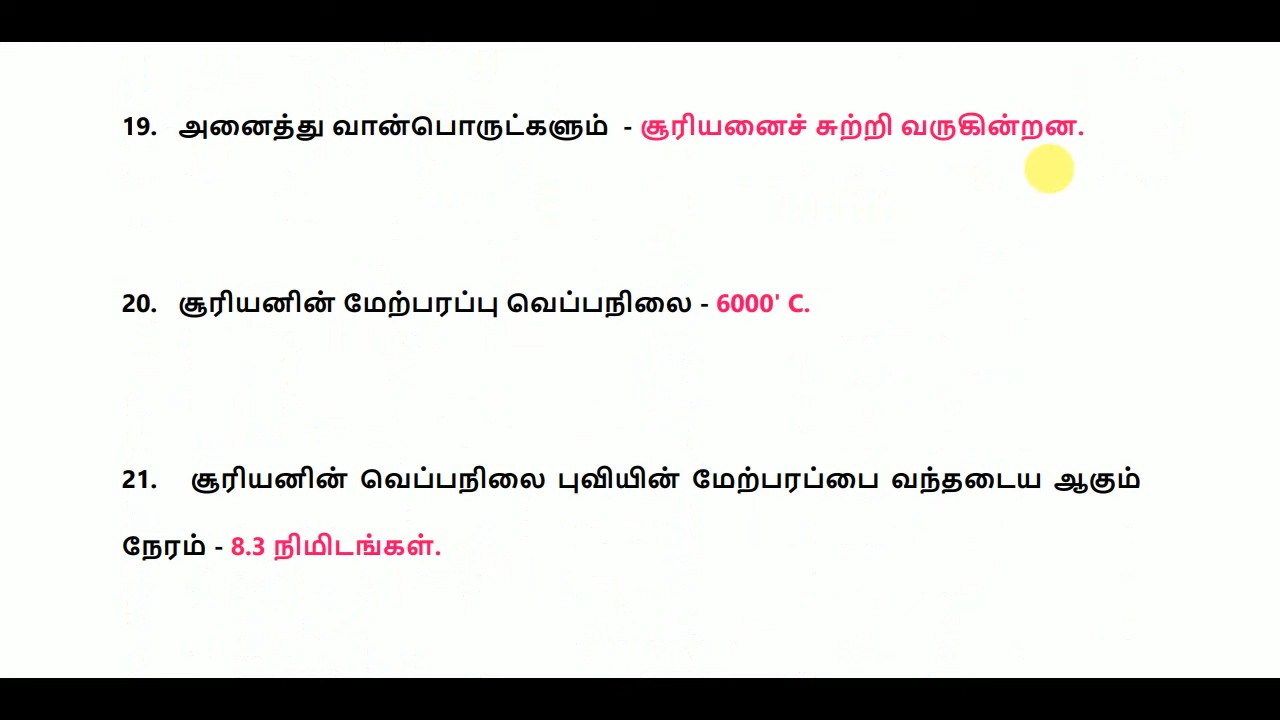 19. அனைத்து வான்பொருட்களும் - சூரியனைச் சுற்றி வருகின்றன.
20. சூரியனின் மேற்பரப்பு வெப்பநிலை - 6000' C.
21. சூரியனின் வெப்பநிலை புவியின் மேற்பரப்பை வந்தடைய ஆகும்
நேரம் - 8.3 நிமிடங்கள்.